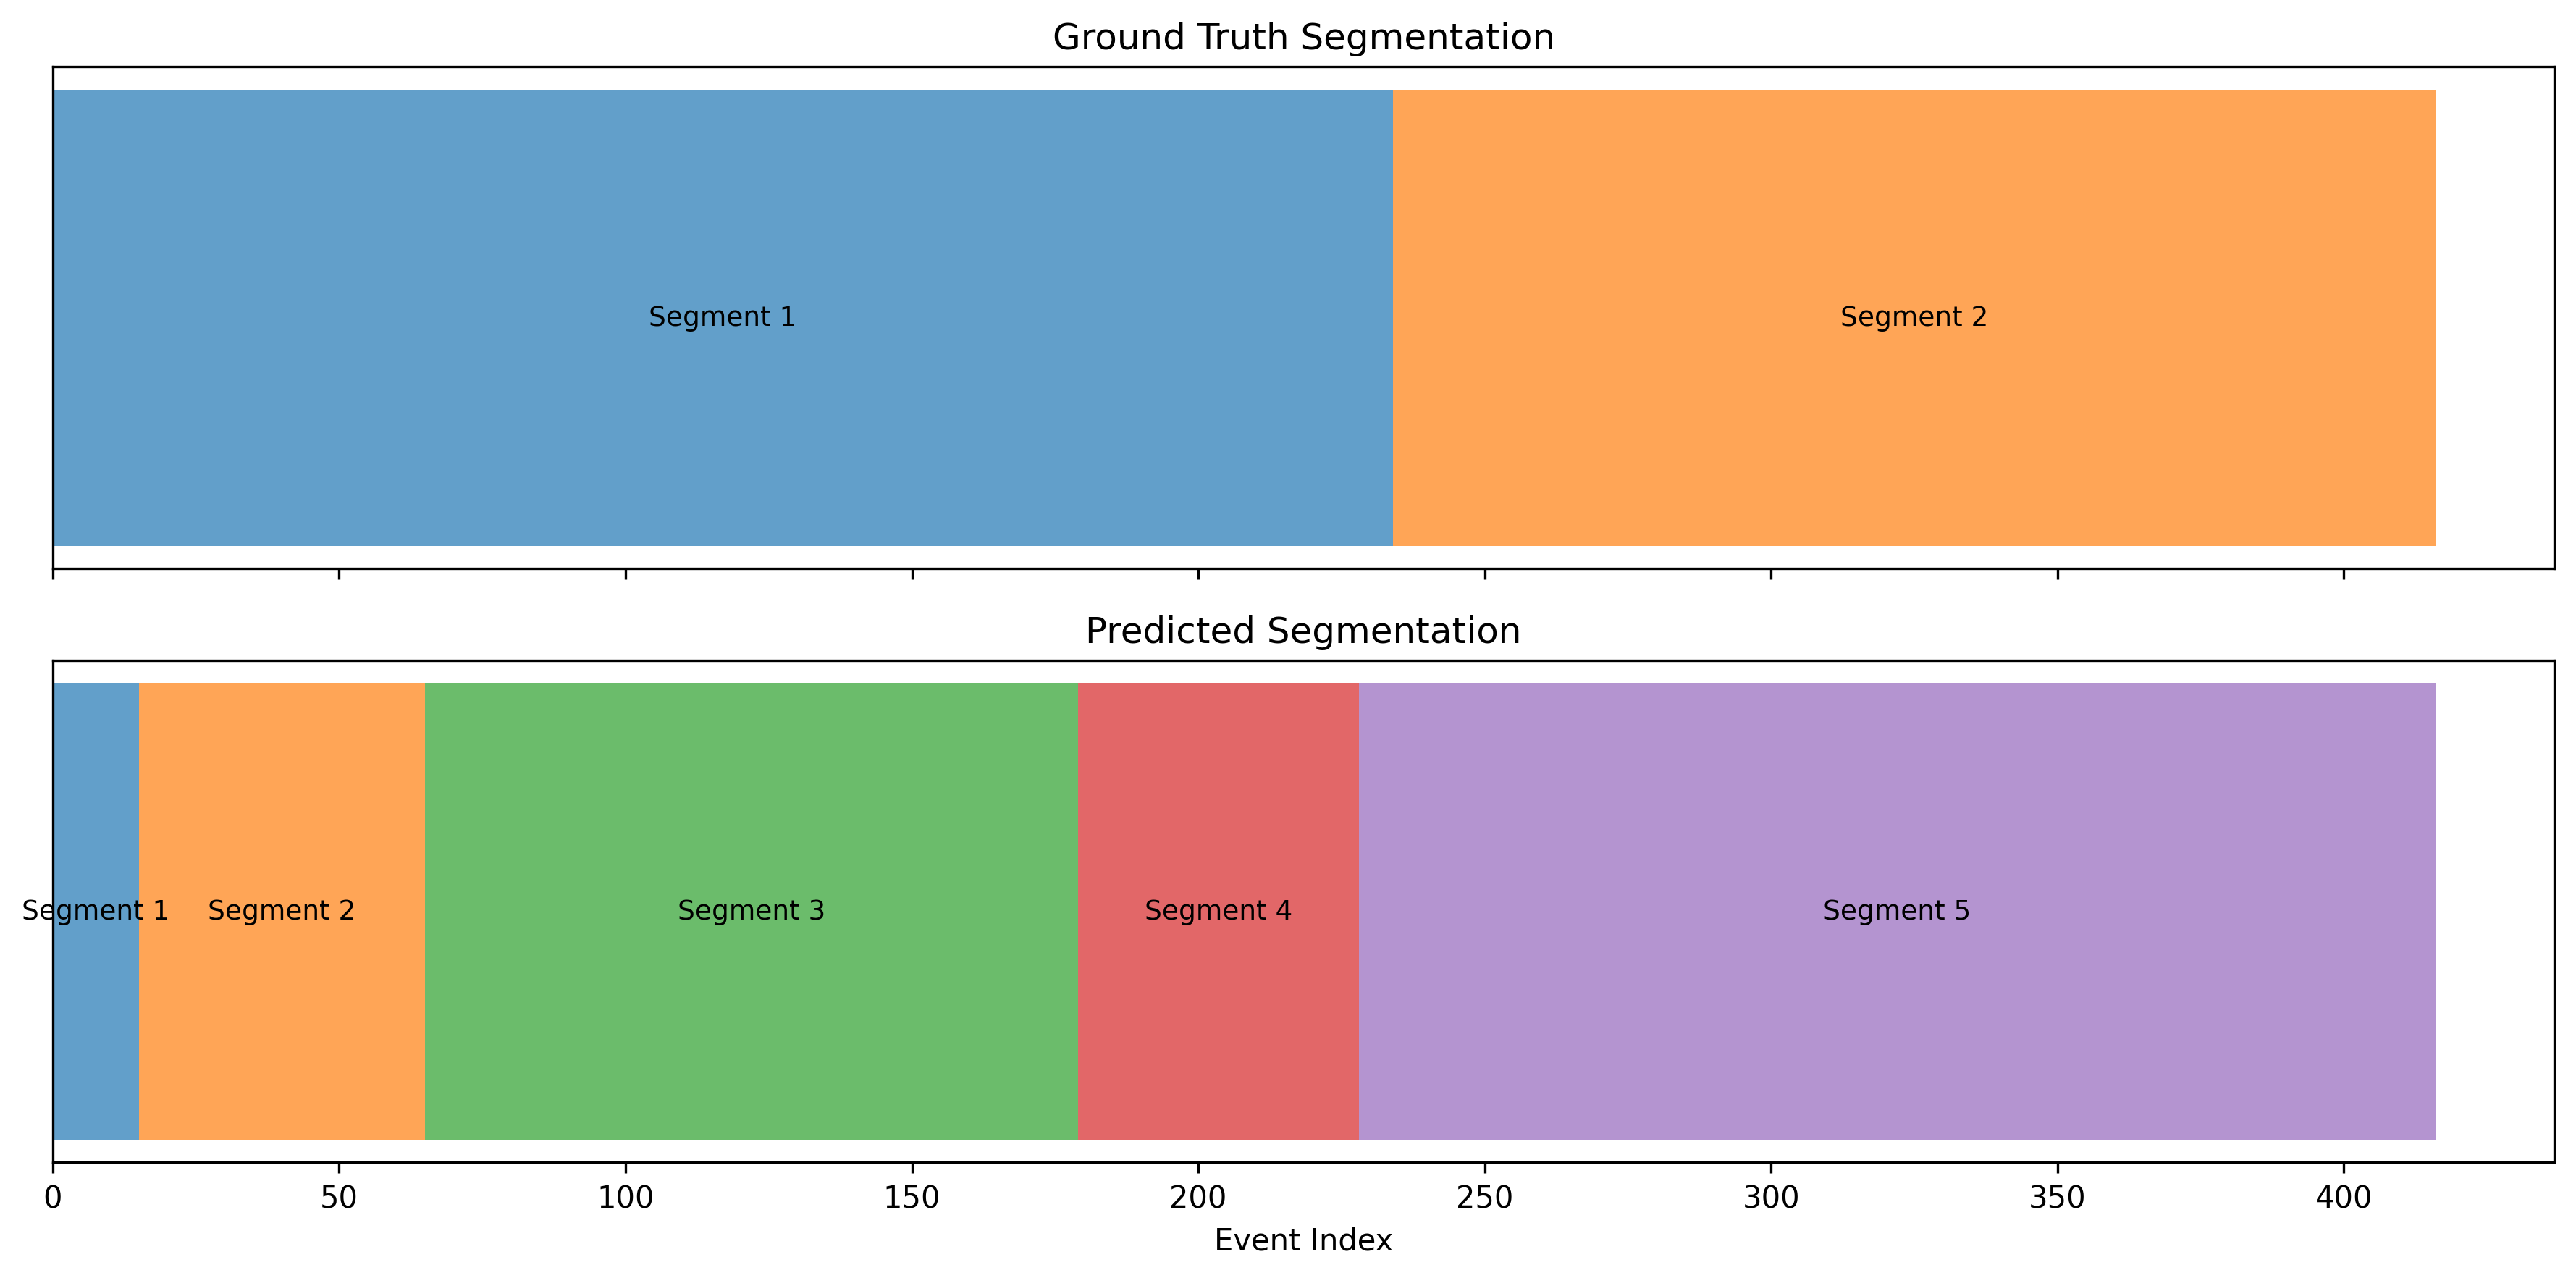 Ground Truth Segmentation
Segment 1 Segment 2
Predicted Segmentation
Segment 1 Segment 2 Segment 3 Segment 4 Segment 5
0 50 100 150 200 250 300 350 400
Event Index